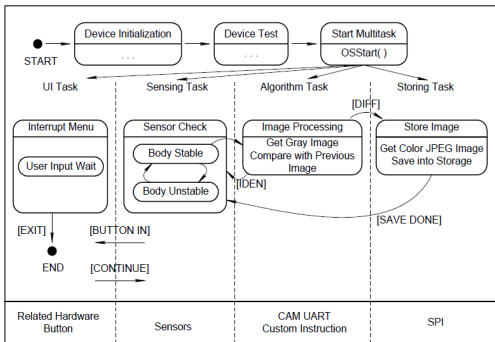 Device Initialization
. . .
Device Test
. . .
Start Multitask
OSStart( )
START
UI Task
Sensing Task
Algorithm Task
Storing Task
[DIFF]
Interrupt Menu
User Input Wait
Sensor Check
Body Stable
Body Unstable
Image Processing
Get Gray Image
Compare with Previous
Image
Store Image
Get Color JPEG Image
Save into Storage
[IDEN]
[SAVE DONE]
[EXIT]
[BUTTON IN]
END
[CONTINUE]
Related Hardware
Button
Sensors
CAM UART
Custom Instruction
SPI